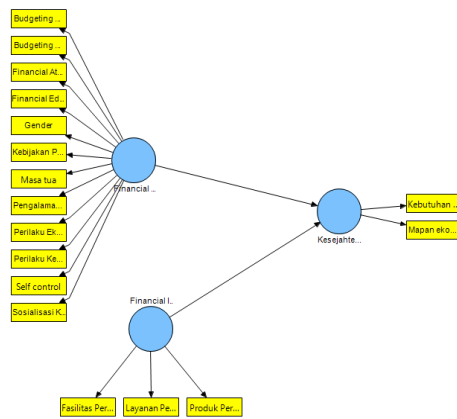 Budgeting ...
Budgeting ...
Financial At...
Financial Ed...
Gender
Kebijakan P...
Masa tua
Pengalama...
Perilaku Ek...
Perilaku Ke...
Self control
Sosialisasi K...
Financial ...
Kesejahte...
Kebutuhan ...
Mapan eko...
Financial I...
Fasilitas Per...
Layanan Pe...
Produk Per...